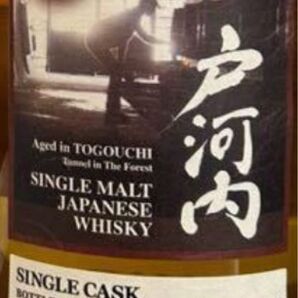 戸河内
Aged in TOGOUCHI
Tunnel in The Forest
SINGLE MALT
JAPANESE
WHISKY
SINGLE CASK